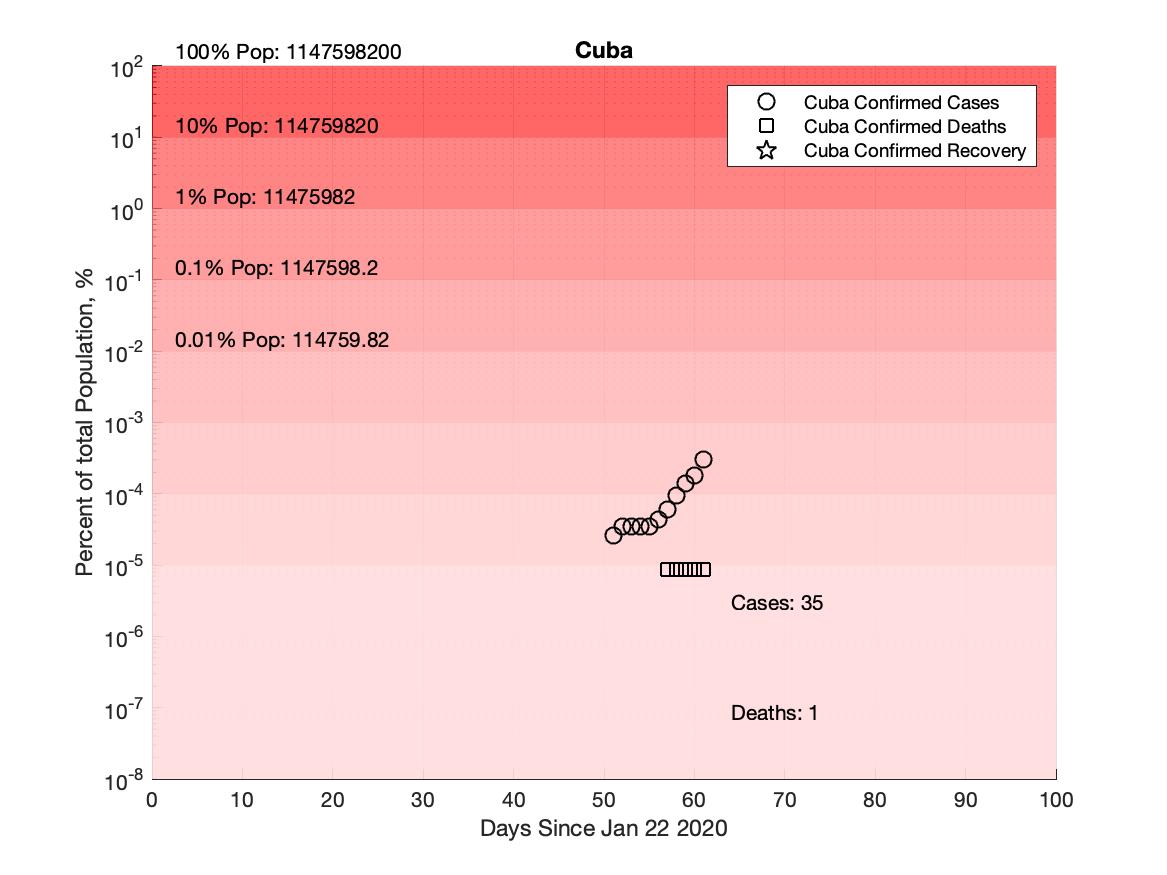 Cuba
100% Pop: 1147598200
10% Pop: 114759820
1% Pop: 11475982
0.1% Pop: 1147598.2
0.01% Pop: 114759.82
Cuba Confirmed Cases
Cuba Confirmed Deaths
Cuba Confirmed Recovery
Cases: 35
Deaths: 1
Percent of total Population, %
10^2
10^1
10^0
10^-1
10^-2
10^-3
10^-4
10^-5
10^-6
10^-7
10^-8
0 10 20 30 40 50 60 70 80 90 100
Days Since Jan 22 2020